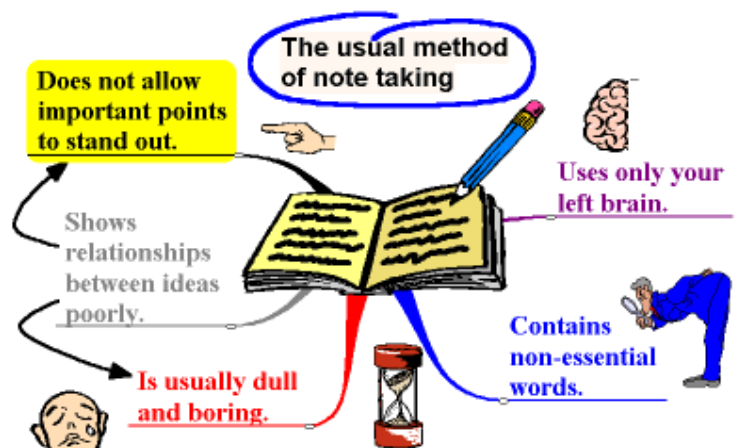 The usual method
of note taking
Does not allow
important points
to stand out.
Uses only your
left brain.
Shows
relationships
between ideas
poorly.
Contains
non-essential
words.
Is usually dull
and boring.